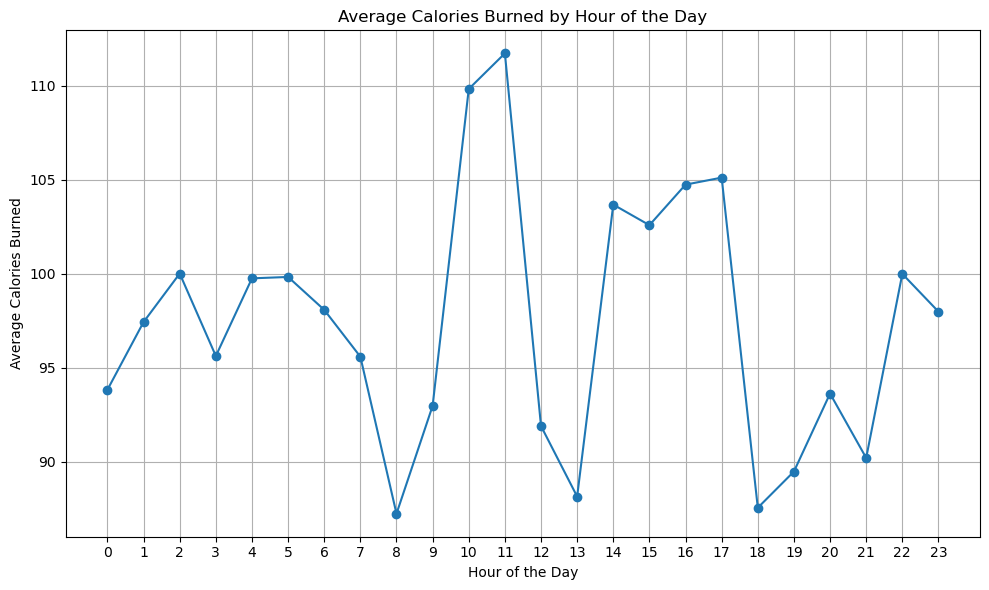 Average Calories Burned by Hour of the Day
Average Calories Burned
110
105
100
95
90
0 1 2 3 4 5 6 7 8 9 10 11 12 13 14 15 16 17 18 19 20 21 22 23
Hour of the Day